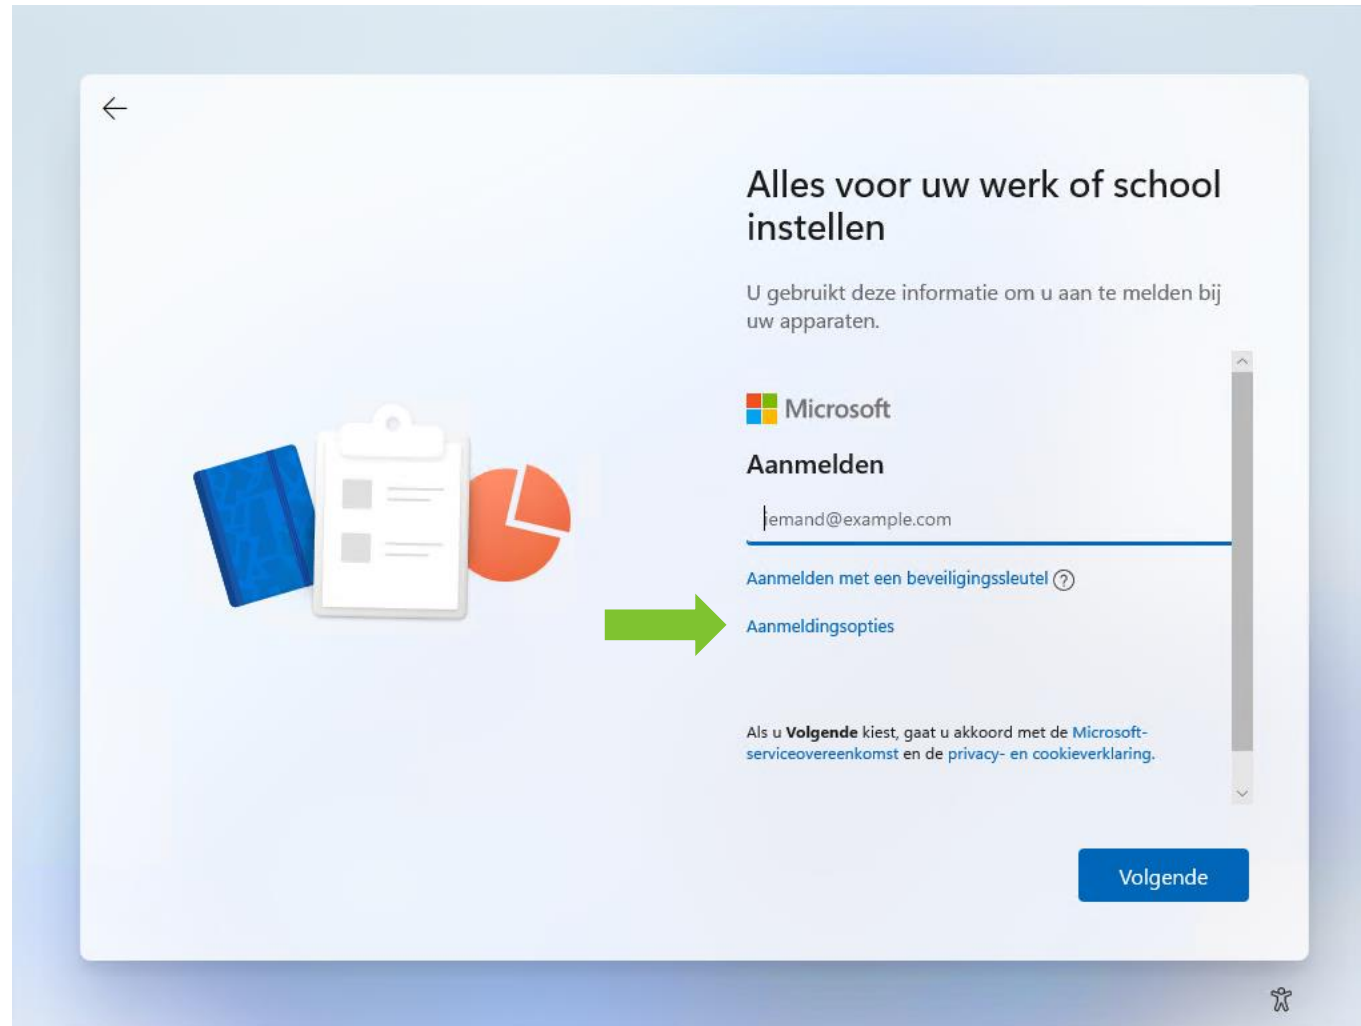 Alles voor uw werk of school
instellen
U gebruikt deze informatie om u aan te melden bij
uw apparaten.
Microsoft
Aanmelden
iemand@example.com
Aanmelden met een beveiligingssleutel ?
Aanmeldingsopties
Als u Volgende kiest, gaat u akkoord met de Microsoft-
serviceovereenkomst en de privacy- en cookieverklaring.
Volgende